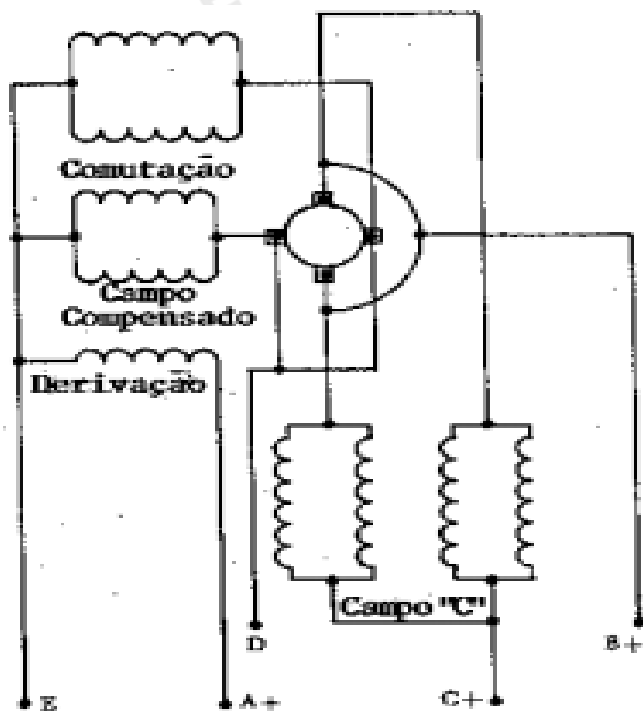 Comutação
Campo
Compensado
Derivação
Campo "C"
D
B+
E
A+
C+